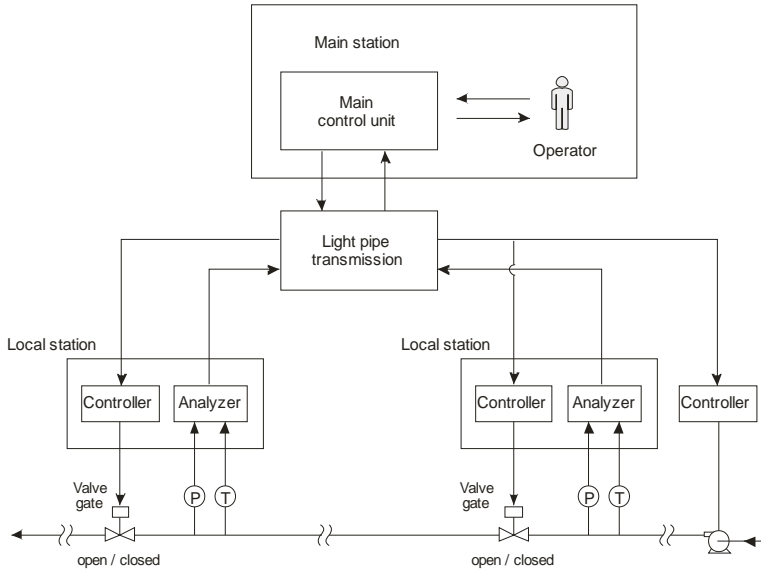 Main station
Main
control unit
Operator
Light pipe
transmission
Local station
Local station
Controller
Analyzer
Controller
Analyzer
Controller
Valve
gate
P
T
Valve
gate
P
T
open / closed
open / closed